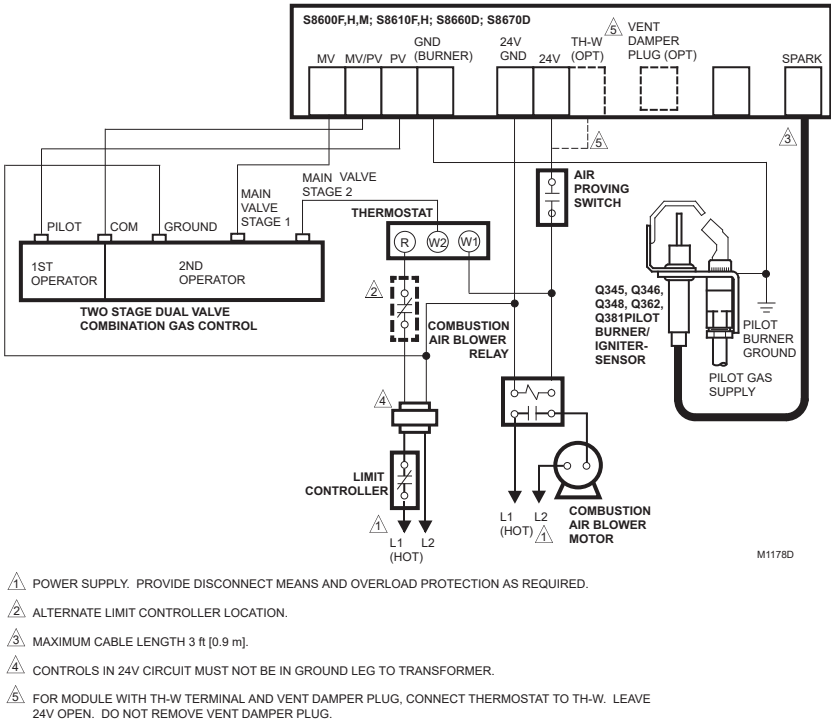 S8600F,H,M; S8610F,H; S8660D; S8670D
MV
MV/PV
PV
GND
(BURNER)
24V
GND
24V
TH-W
(OPT)
5
VENT
DAMPER
PLUG (OPT)
SPARK
3
5
AIR
PROVING
SWITCH
MAIN
VALVE
STAGE 1
MAIN VALVE
STAGE 2
THERMOSTAT
R
W2
W1
PILOT
COM
GROUND
1ST
OPERATOR
2ND
OPERATOR
TWO STAGE DUAL VALVE
COMBINATION GAS CONTROL
2
COMBUSTION
AIR BLOWER
RELAY
Q345, Q346,
Q348, Q362,
Q381PILOT
BURNER/
IGNITER-
SENSOR
PILOT
BURNER
GROUND
PILOT GAS
SUPPLY
4
LIMIT
CONTROLLER
1
L1
(HOT)
L2
L1
(HOT)
L2
1
COMBUSTION
AIR BLOWER
MOTOR
M1178D
1 POWER SUPPLY. PROVIDE DISCONNECT MEANS AND OVERLOAD PROTECTION AS REQUIRED.
2 ALTERNATE LIMIT CONTROLLER LOCATION.
3 MAXIMUM CABLE LENGTH 3 ft [0.9 m].
4 CONTROLS IN 24V CIRCUIT MUST NOT BE IN GROUND LEG TO TRANSFORMER.
5 FOR MODULE WITH TH-W TERMINAL AND VENT DAMPER PLUG, CONNECT THERMOSTAT TO TH-W. LEAVE
24V OPEN. DO NOT REMOVE VENT DAMPER PLUG.